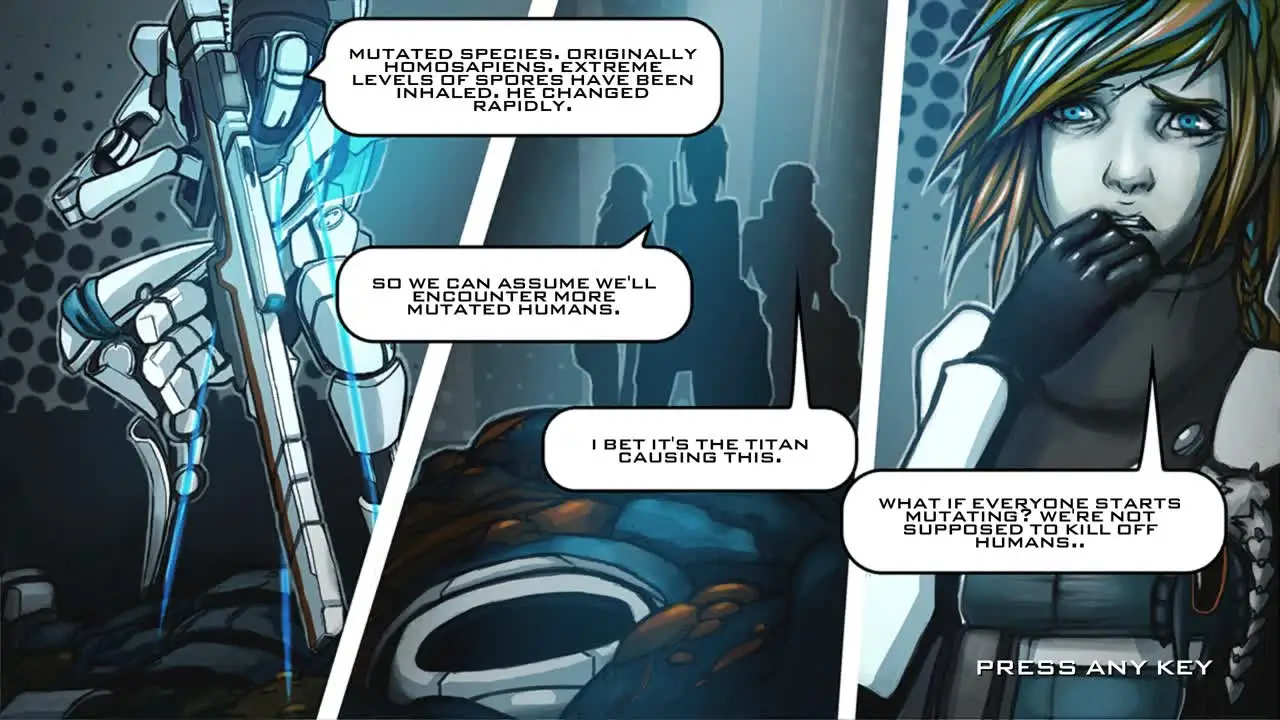 MUTATED SPECIES. ORIGINALLY
HOMOSAPIENS. EXTREME
LEVELS OF SPORES HAVE BEEN
INHALED. HE CHANGED
RAPIDLY.
SO WE CAN ASSUME WE'LL
ENCOUNTER MORE
MUTATED HUMANS.
I BET IT'S THE TITAN
CAUSING THIS.
WHAT IF EVERYONE STARTS
MUTATING? WE'RE NOT
SUPPOSED TO KILL OFF
HUMANS..
PRESS ANY KEY